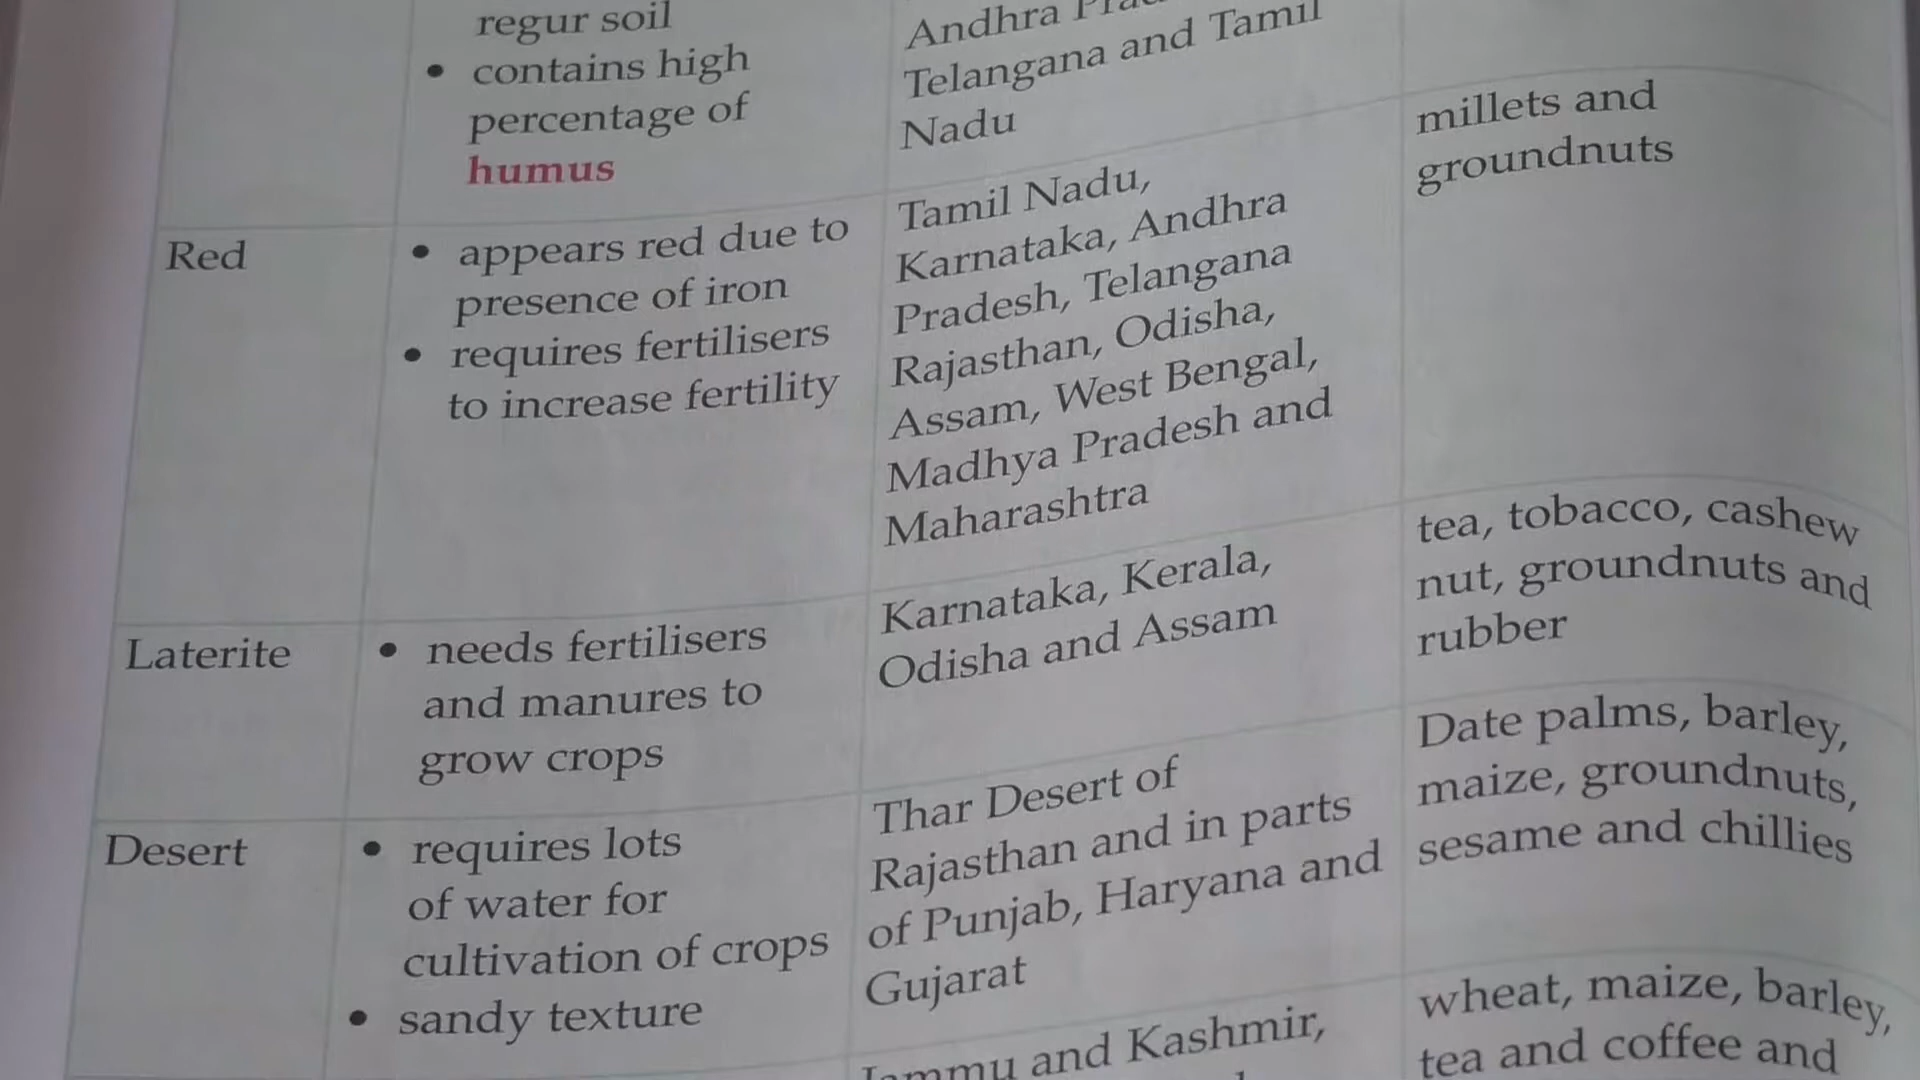 regur soil
• contains high
percentage of
humus
Andhra
Telangana and Tamil
Nadu
Red
• appears red due to
presence of iron
• requires fertilisers
to increase fertility
Tamil Nadu,
Karnataka, Andhra
Pradesh, Telangana
Rajasthan, Odisha,
Assam, West Bengal,
Madhya Pradesh and
Maharashtra
millets and
groundnuts
Laterite
• needs fertilisers
and manures to
grow crops
Karnataka, Kerala,
Odisha and Assam
tea, tobacco, cashew
nut, groundnuts and
rubber
Desert
• requires lots
of water for
cultivation of crops
• sandy texture
Thar Desert of
Rajasthan and in parts
of Punjab, Haryana and
Gujarat
Date palms, barley,
maize, groundnuts,
sesame and chillies
Jammu and Kashmir,
wheat, maize, barley,
tea and coffee and